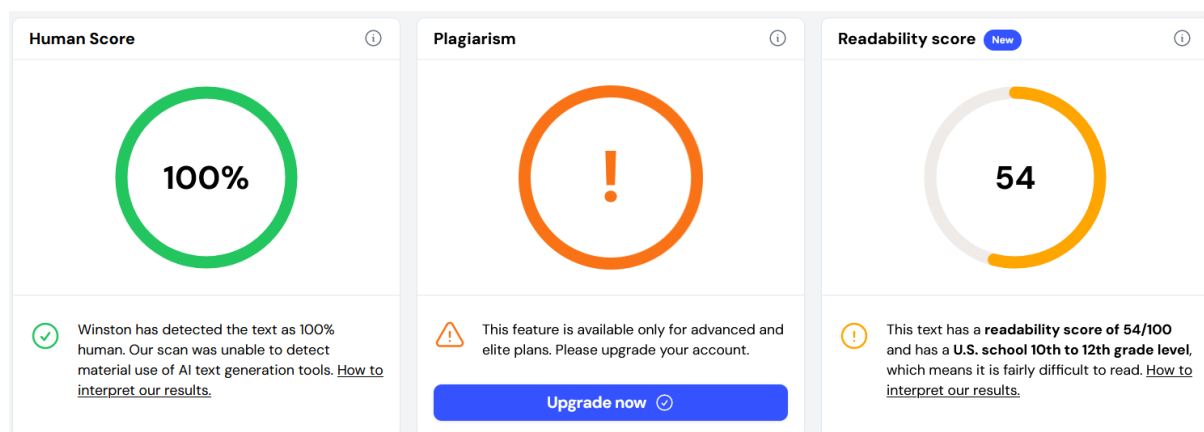 Human Score
100%
Winston has detected the text as 100%
human. Our scan was unable to detect
material use of AI text generation tools. How to
interpret our results.
Plagiarism
!
This feature is available only for advanced and
elite plans. Please upgrade your account.
Upgrade now
Readability score New
54
This text has a readability score of 54/100
and has a U.S. school 10th to 12th grade level,
which means it is fairly difficult to read. How to
interpret our results.